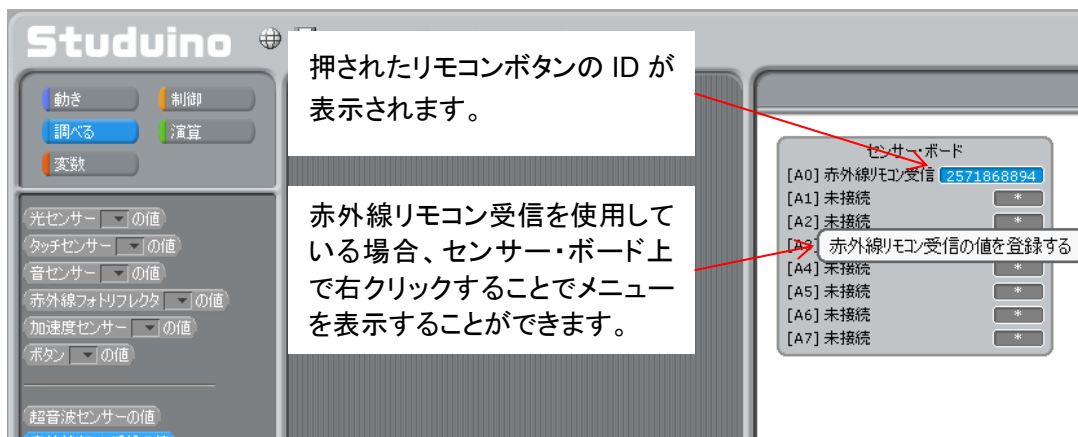 Studuino
動き
制御
調べる
演算
変数
光センサー の値
タッチセンサー の値
音センサー の値
赤外線フォトリフレクタ の値
加速度センサー の値
ボタン の値
超音波センサーの値
押されたリモコンボタンの ID が
表示されます。
赤外線リモコン受信を使用して
いる場合、センサー・ボード上
で右クリックすることでメニュー
を表示することができます。
センサー・ボード
[A0] 赤外線リモコン受信 2571868894
[A1] 未接続 *
[A2] 未接続 *
赤外線リモコン受信の値を登録する
[A4] 未接続 *
[A5] 未接続 *
[A6] 未接続 *
[A7] 未接続 *